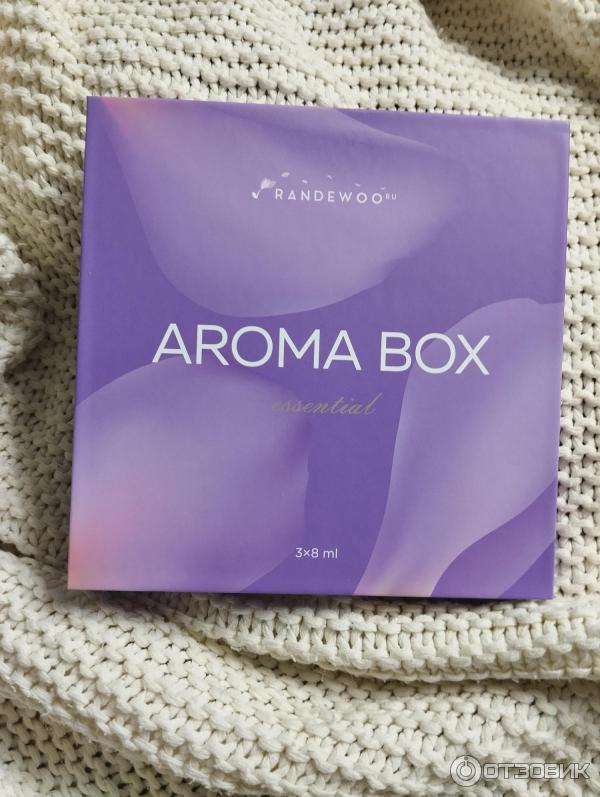 RANDEWOO RU
AROMA BOX
essential
3×8 ml
ОТЗОВИК